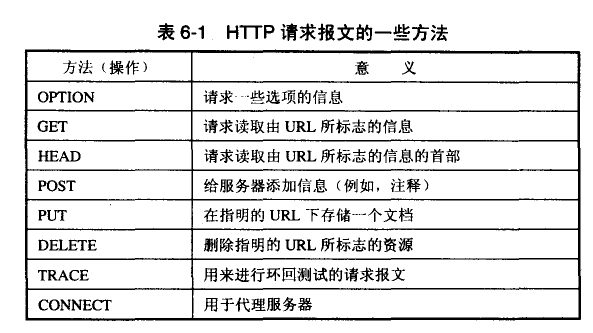 表 6-1 HTTP 请求报文的一些方法
方法（操作） 意 义
OPTION 请求一些选项的信息
GET 请求读取由 URL 所标志的信息
HEAD 请求读取由 URL 所标志的信息的首部
POST 给服务器添加信息（例如，注释）
PUT 在指明的 URL 下存储一个文档
DELETE 删除指明的 URL 所标志的资源
TRACE 用来进行环回测试的请求报文
CONNECT 用于代理服务器